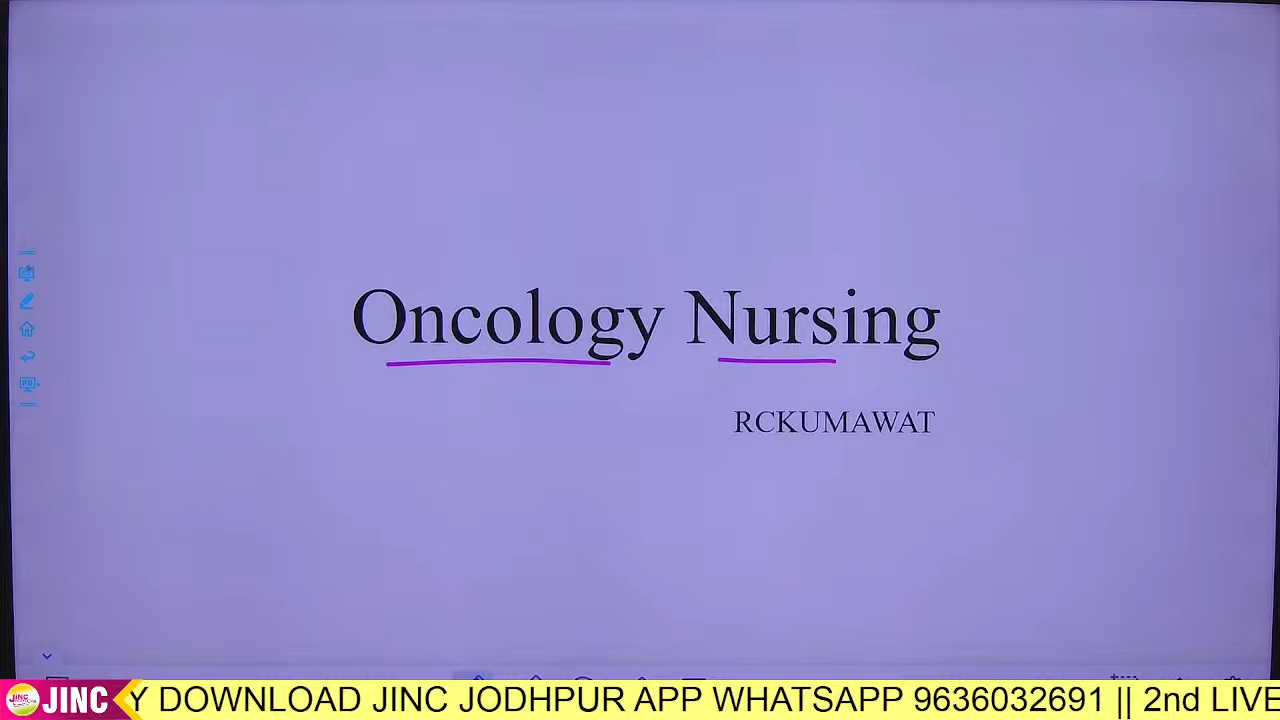 Oncology Nursing
RCKUMAWAT
JINC
Y DOWNLOAD JINC JODHPUR APP WHATSAPP 9636032691 || 2nd LIVE